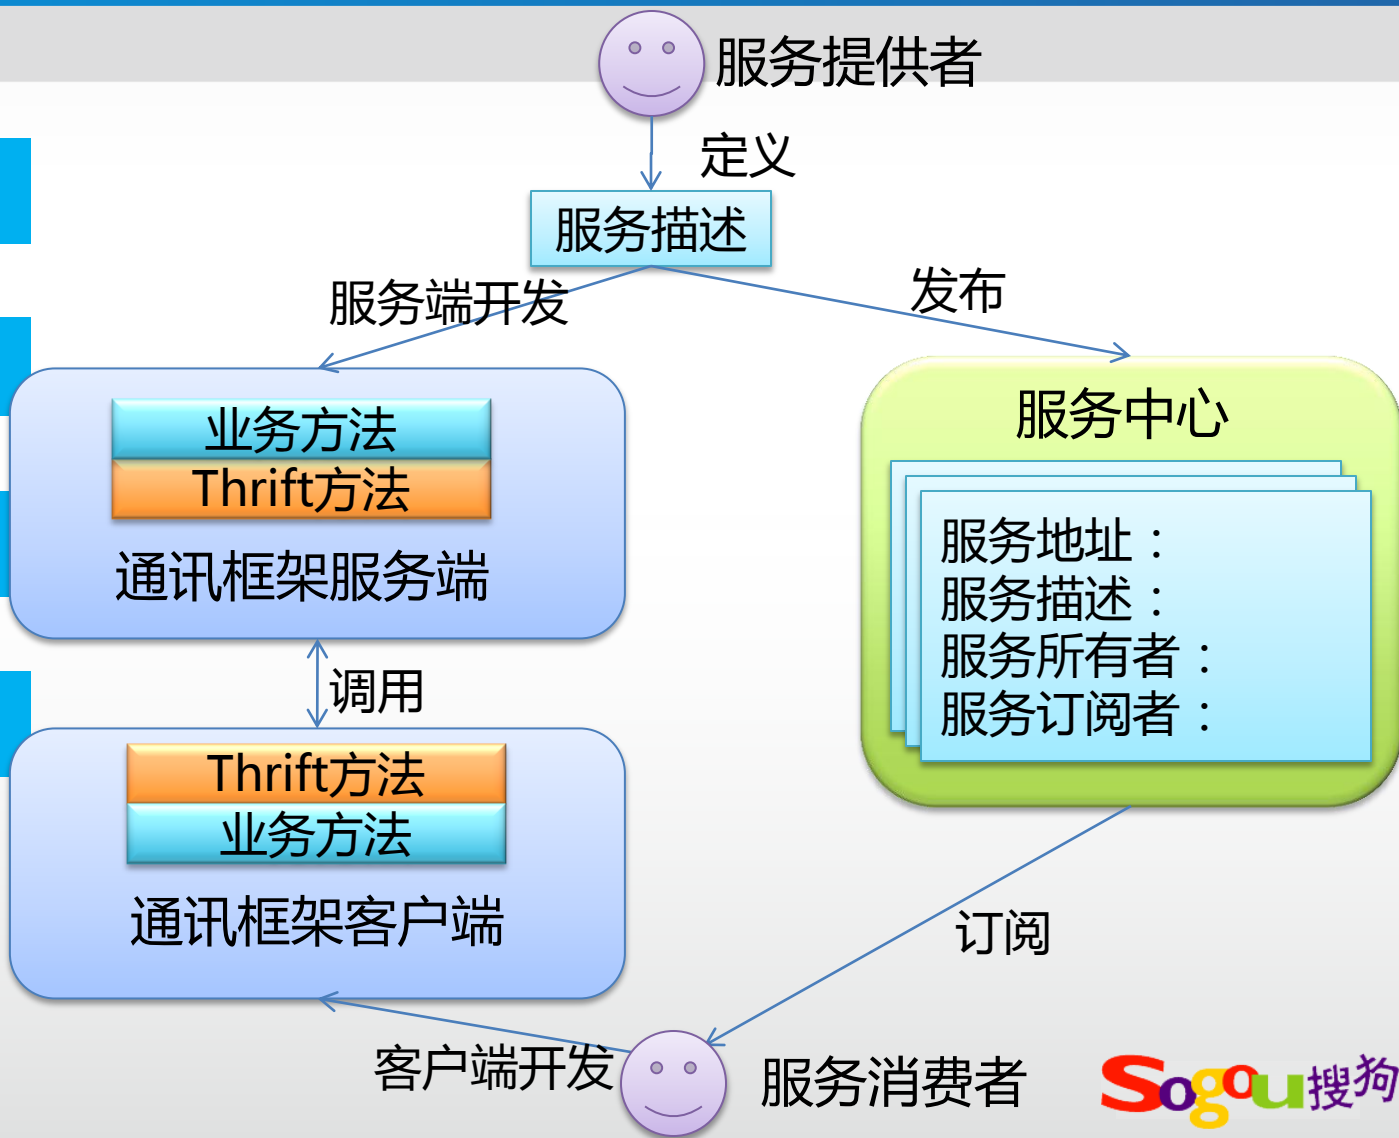 服务提供者
定义
服务描述
服务端开发
发布
业务方法
Thrift方法
通讯框架服务端
服务中心
服务地址：
服务描述：
服务所有者：
服务订阅者：
调用
Thrift方法
业务方法
通讯框架客户端
订阅
客户端开发
服务消费者
Sogou搜狗